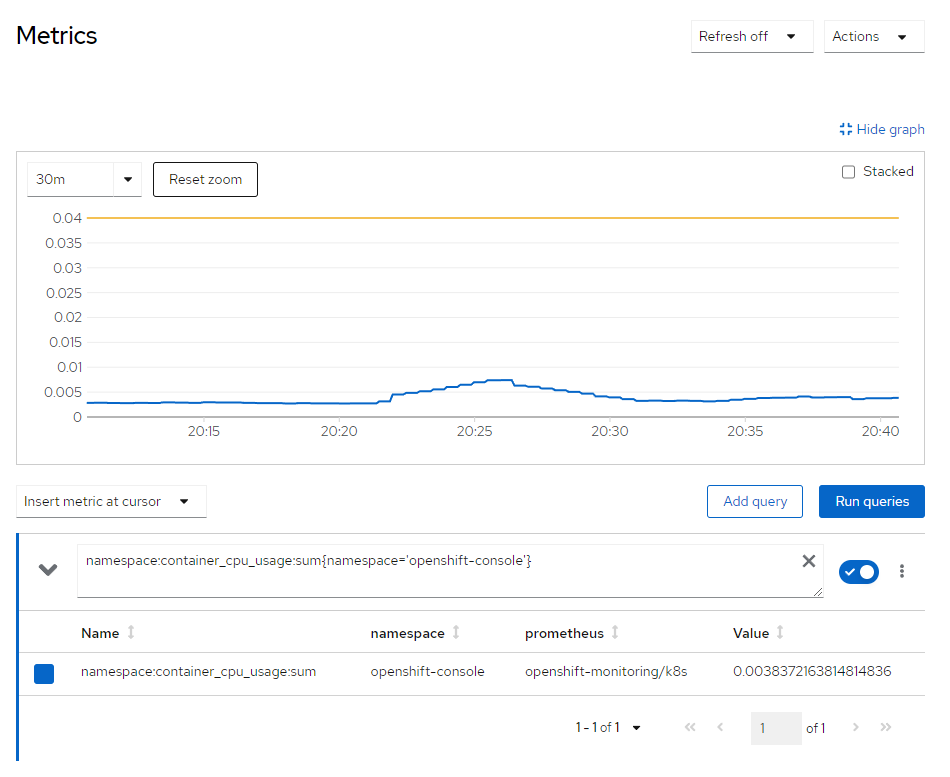 Metrics
Refresh off
Actions
Hide graph
30m
Reset zoom
Stacked
0.04
0.035
0.03
0.025
0.02
0.015
0.01
0.005
0
20:15 20:20 20:25 20:30 20:35 20:40
Insert metric at cursor
Add query
Run queries
namespace:container_cpu_usage:sum{namespace='openshift-console'}
Name namespace prometheus Value
namespace:container_cpu_usage:sum openshift-console openshift-monitoring/k8s 0.0038372163814814836
1 - 1 of 1
1 of 1